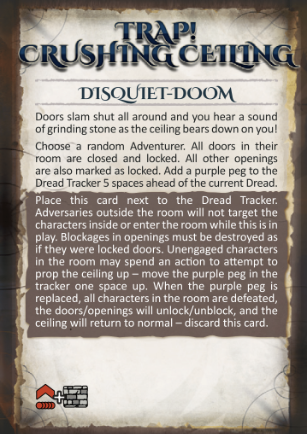 TRAP!
CRUSHING CEILING
DISQUIET-DOOM
Doors slam shut all around and you hear a sound
of grinding stone as the ceiling bears down on you!
Choose a random Adventurer. All doors in their
room are closed and locked. All other openings
are also marked as locked. Add a purple peg to the
Dread Tracker 5 spaces ahead of the current Dread.
Place this card next to the Dread Tracker.
Adversaries outside the room will not target the
characters inside or enter the room while this is in
play. Blockages in openings must be destroyed as
if they were locked doors. Unengaged characters
in the room may spend an action to attempt to
prop the ceiling up – move the purple peg in the
tracker one space up. When the purple peg is
replaced, all characters in the room are defeated,
the doors/openings will unlock/unblock, and the
ceiling will return to normal – discard this card.
+